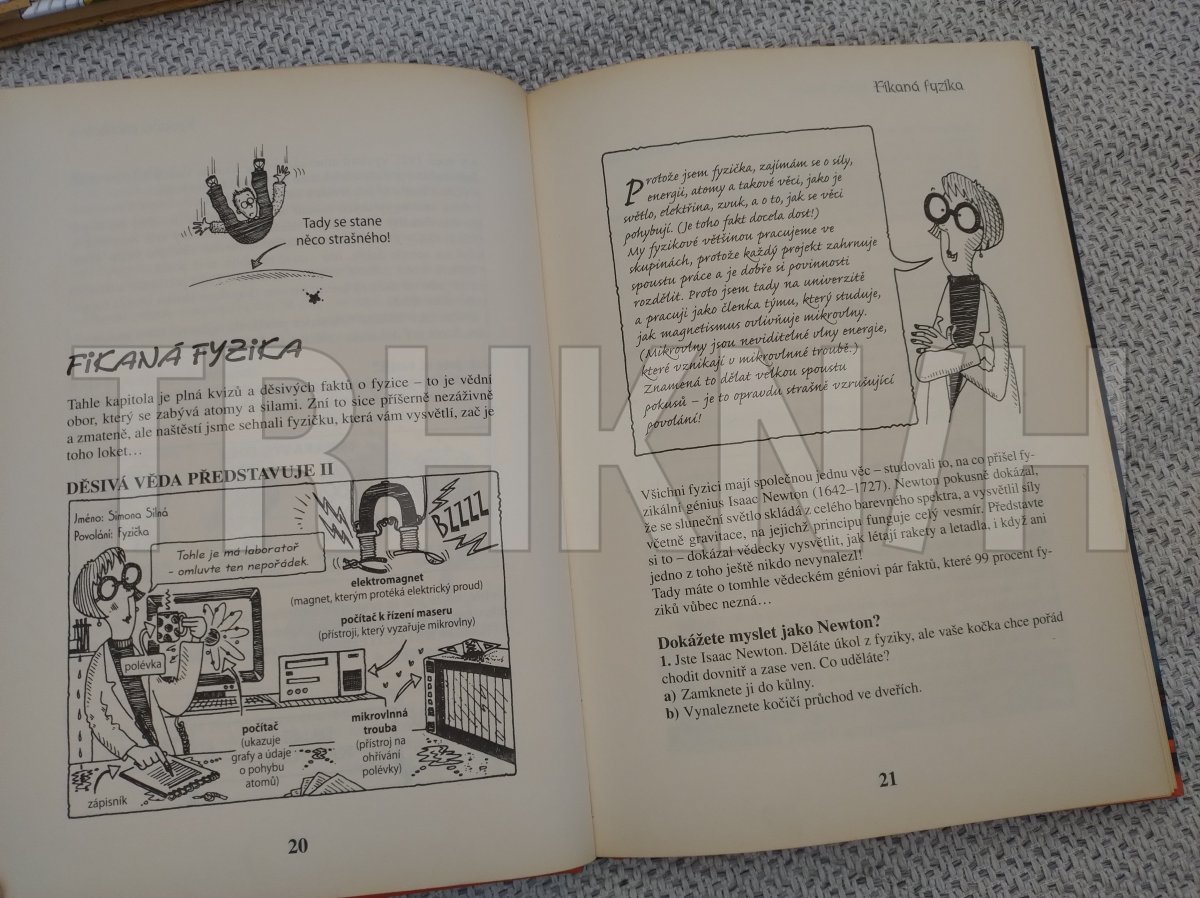 Tady se stane
něco strašného!
FIKANÁ FYZIKA
Tahle kapitola je plná kvizů a děsivých faktů o fyzice – to je vědní
obor, který se zabývá atomy a silami. Zní to sice příšerně nezáživně
a zmateně, ale naštěstí jsme sehnali fyzičku, která vám vysvětlí, zač je
toho loket…
DĚSIVÁ VĚDA PŘEDSTAVUJE II
Jméno: Simona Silná
Povolání: Fyzička
Tohle je má laboratoř
- omluvte ten nepořádek.
BZZZZ
elektromagnet
(magnet, kterým protéká elektrický proud)
počítač k řízení maseru
(přístroji, který vyzařuje mikrovlny)
polévka
počítač
(ukazuje
grafy a údaje
o pohybu
atomů)
mikrovlnná
trouba
(přístroj na
ohřívání
polévky)
zápisník
20
Fikaná fyzika
Protože jsem fyzička, zajímám se o síly,
energii, atomy a takové věci, jako je
světlo, elektřina, zvuk, a o to, jak se věci
pohybují. (Je toho fakt docela dost!)
My fyzikové většinou pracujeme ve
skupinách, protože každý projekt zahrnuje
spoustu práce a je dobře si povinnosti
rozdělit. Proto jsem tady na univerzitě
a pracuji jako členka týmu, který studuje,
jak magnetismus ovlivňuje mikrovlny.
(Mikrovlny jsou neviditelné vlny energie,
které vznikají v mikrovlnné troubě.)
Znamená to dělat velkou spoustu
pokusů – je to opravdu strašně vzrušující
povolání!
Všichni fyzici mají společnou jednu věc – studovali to, na co přišel fy-
zikální génius Isaac Newton (1642–1727). Newton pokusně dokázal,
že se sluneční světlo skládá z celého barevného spektra, a vysvětlil síly
včetně gravitace, na jejichž principu funguje celý vesmír. Představte
si to – dokázal vědecky vysvětlit, jak létají rakety a letadla, i když ani
jedno z toho ještě nikdo nevynalezl!
Tady máte o tomhle vědeckém géniovi pár faktů, které 99 procent fy-
ziků vůbec nezná…
Dokážete myslet jako Newton?
1. Jste Isaac Newton. Děláte úkol z fyziky, ale vaše kočka chce pořád
chodit dovnitř a zase ven. Co uděláte?
a) Zamknete ji do kůlny.
b) Vynaleznete kočičí průchod ve dveřích.
21
TRHKNIH